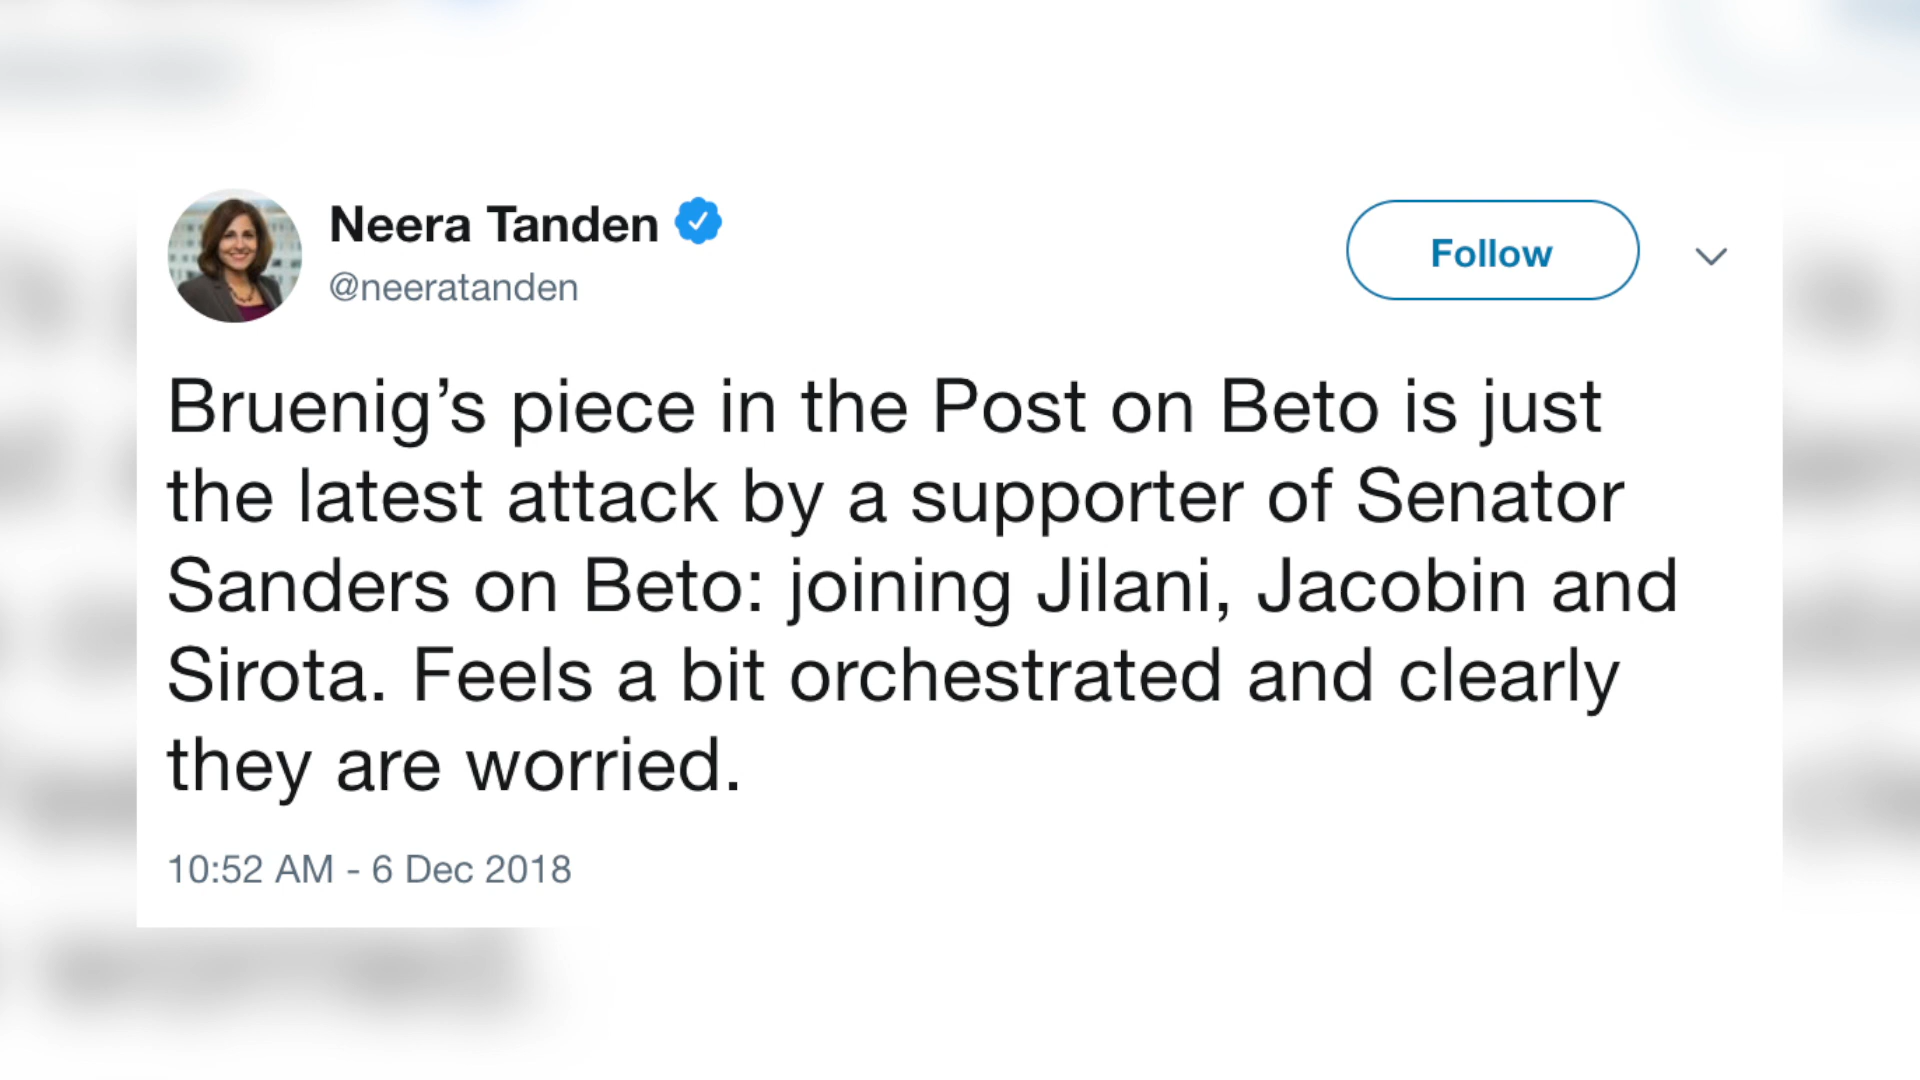 Neera Tanden
@neeratanden
Follow
Bruenig’s piece in the Post on Beto is just
the latest attack by a supporter of Senator
Sanders on Beto: joining Jilani, Jacobin and
Sirota. Feels a bit orchestrated and clearly
they are worried.
10:52 AM - 6 Dec 2018